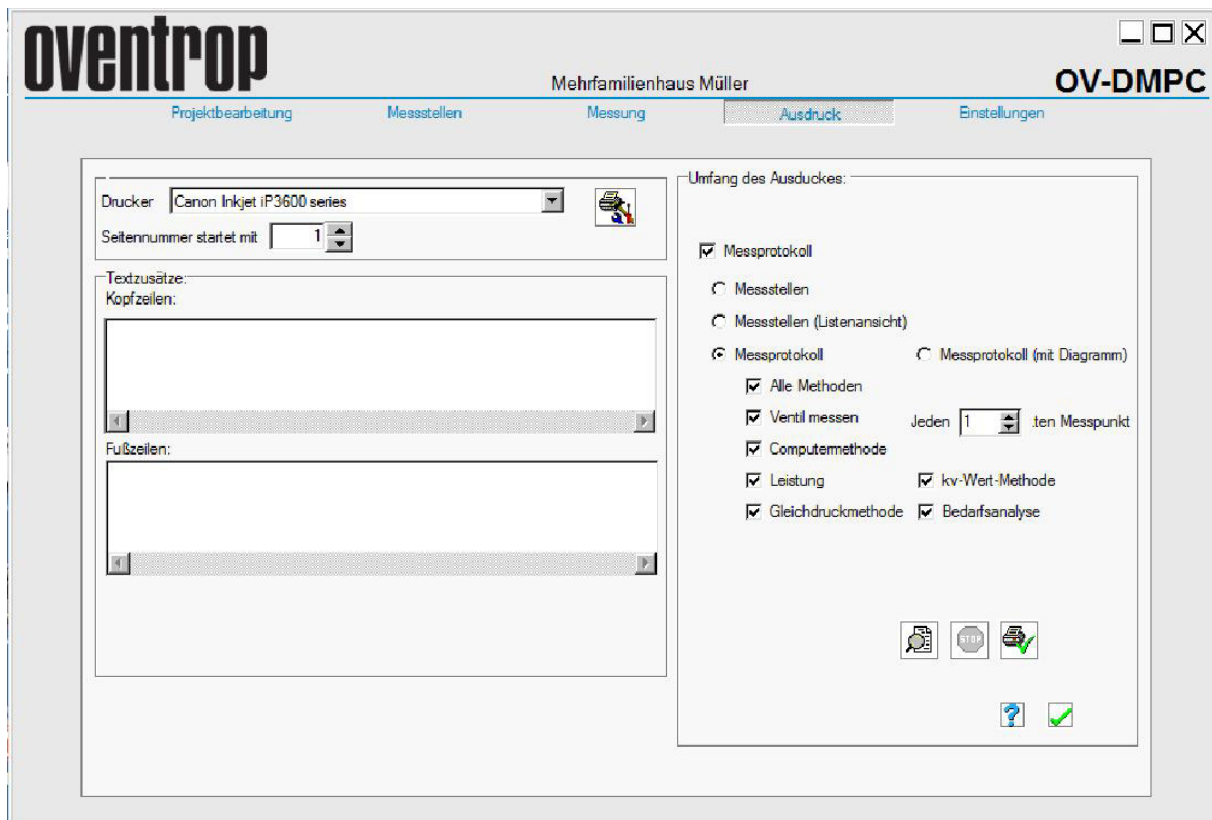 oventrop
Mehrfamilienhaus Müller
OV-DMPC
Projektbearbeitung Messstellen Messung Ausdruck Einstellungen
Drucker Canon Inkjet iP3600 series
Seitennummer startet mit 1
Textzusätze:
Kopfzeilen:
Fußzeilen:
Umfang des Ausduckes:
Messprotokoll
Messstellen
Messstellen (Listenansicht)
Messprotokoll Messprotokoll (mit Diagramm)
Alle Methoden
Ventil messen Jeden 1 .ten Messpunkt
Computermethode
Leistung kv-Wert-Methode
Gleichdruckmethode Bedarfsanalyse
STOP
?